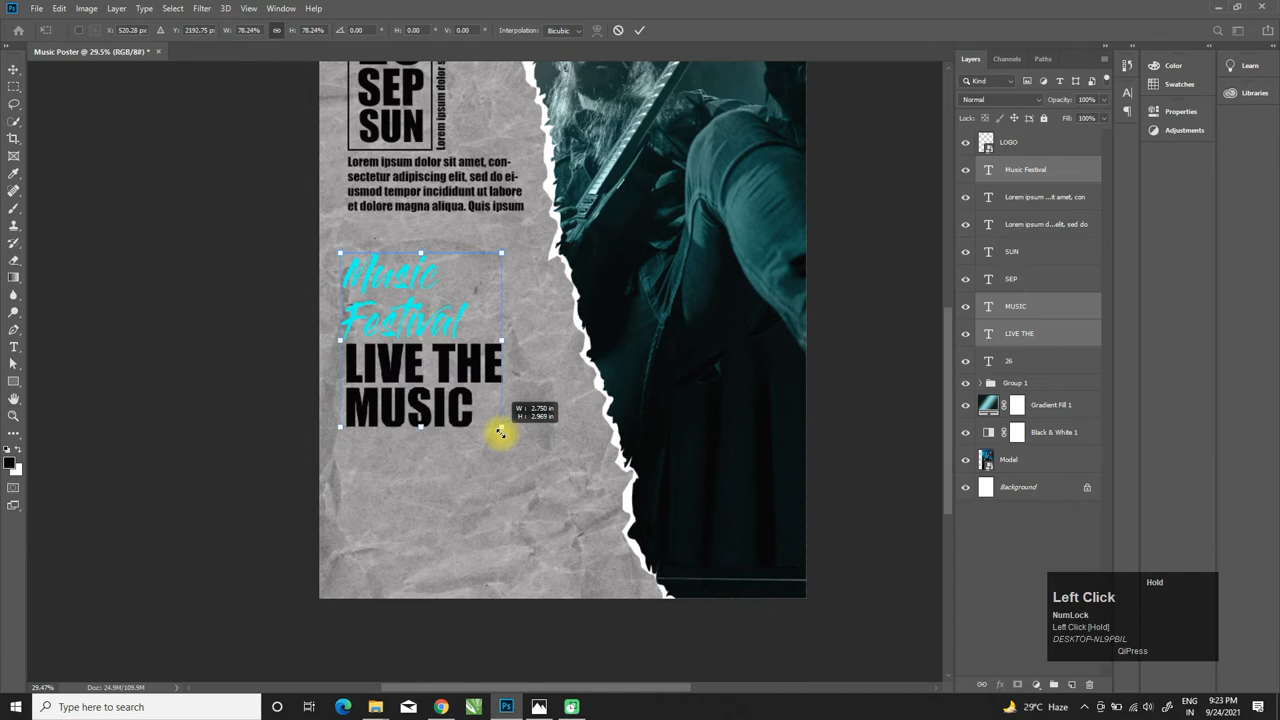 File Edit Image Layer Type Select Filter 3D View Window Help
X: 520.28 px Y: 2192.75 px W: 78.24% H: 78.24% 0.00 ° H: 0.00 ° V: 0.00 ° Interpolation: Bicubic
Music Poster @ 29.5% (RGB/8#) * ×
SEP
SUN
Lorem ipsum dolor s
Lorem ipsum dolor sit amet, con-
sectetur adipiscing elit, sed do ei-
usmod tempor incididunt ut labore
et dolore magna aliqua. Quis ipsum
Music
Festival
LIVE THE
MUSIC
W : 2.750 in
H : 2.969 in
Layers Channels Paths
Kind
Normal Opacity: 100%
Lock: Fill: 100%
LOGO
Music Festival
Lorem ipsum ...it amet, con
Lorem ipsum d...elit, sed do
SUN
SEP
MUSIC
LIVE THE
26
Group 1
Gradient Fill 1
Black & White 1
Model
Background
Color
Swatches
Properties
Adjustments
Learn
Libraries
Hold
Left Click
NumLock
Left Click [Hold]
DESKTOP-NL9PBIL
QiPress
29.47% Doc: 24.9M/109.9M
Type here to search
29°C Haze
ENG
IN
9:23 PM
9/24/2021